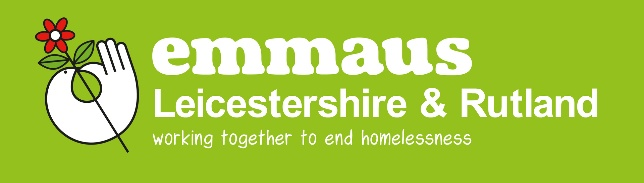 emmaus
Leicestershire & Rutland
working together to end homelessness